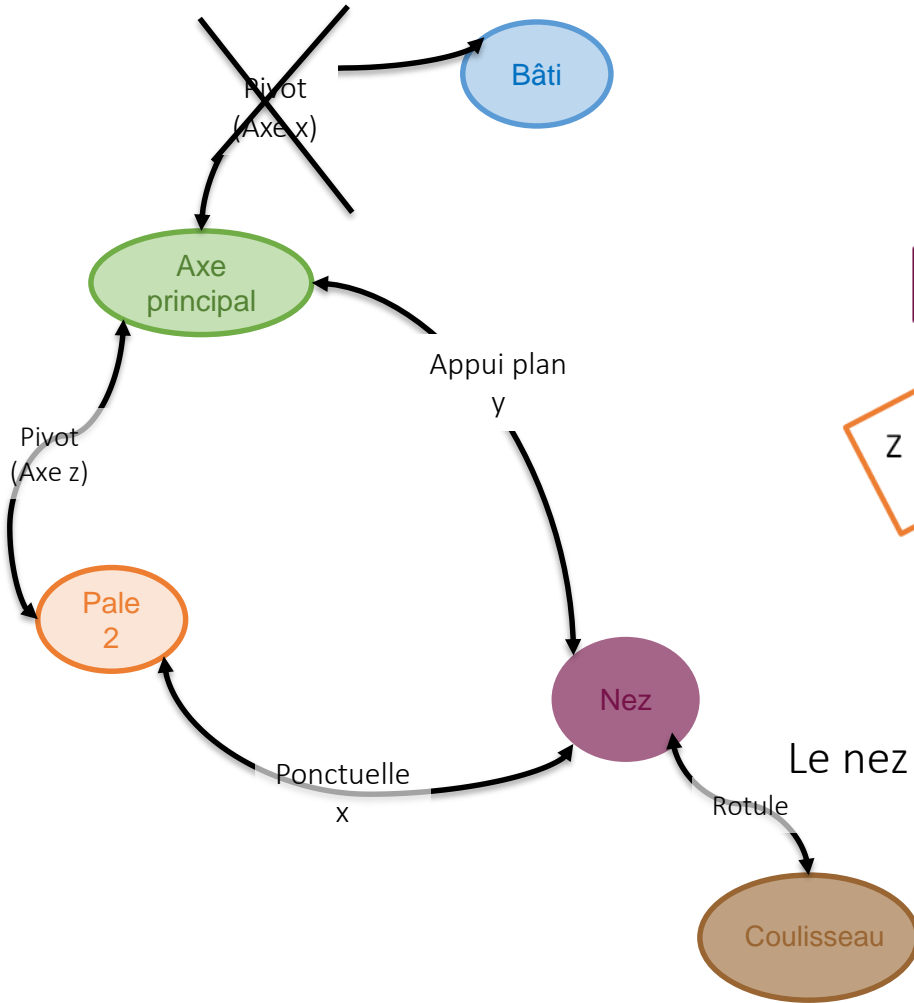 Bâti
Pivot
(Axe x)
Axe
principal
Appui plan
y
z
Pivot
(Axe z)
Pale
2
Nez
Le nez
Ponctuelle
x
Rotule
Coulisseau